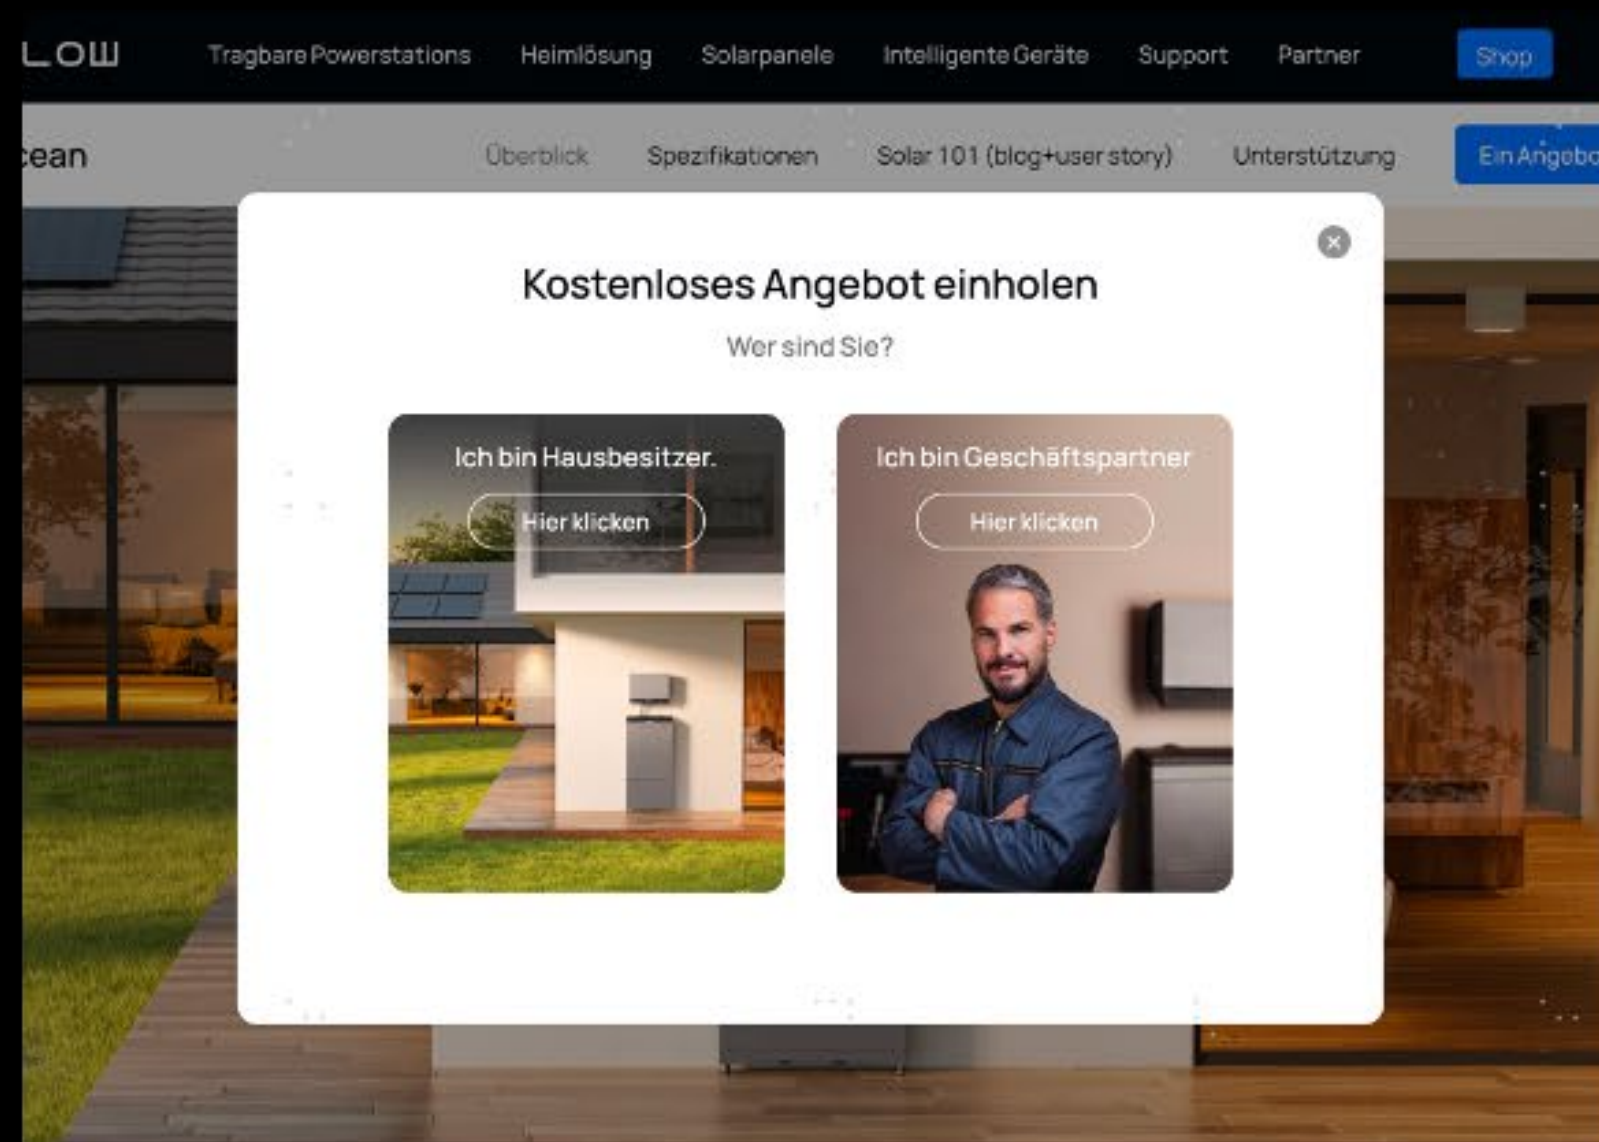 LOW
Tragbare Powerstations Heimlösung Solarpanele Intelligente Geräte Support Partner Shop
cean Überblick Spezifikationen Solar 101 (blog+user story) Unterstützung Ein Angebo
Kostenloses Angebot einholen
Wer sind Sie?
Ich bin Hausbesitzer.
Hier klicken
Ich bin Geschäftspartner
Hier klicken